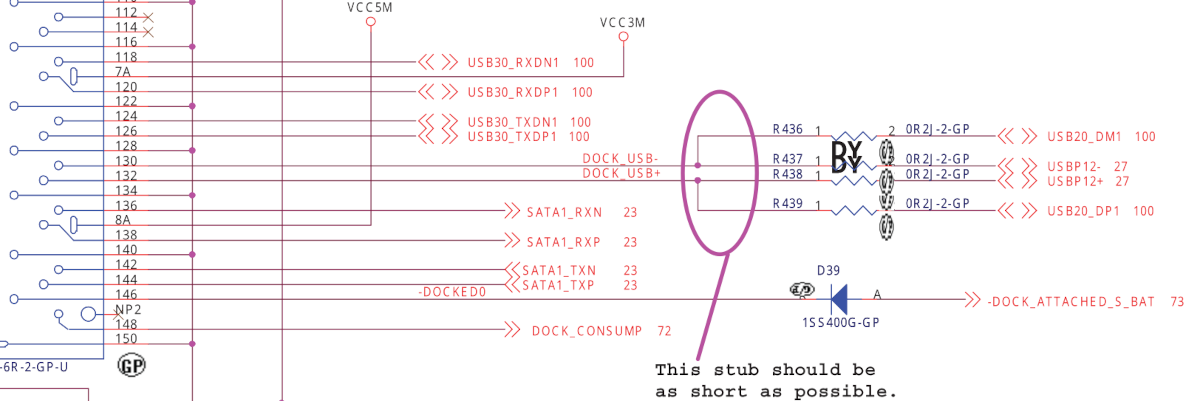 VCC5M
VCC3M
112
114
116
118
USB30_RXDN1 100
7A
120
USB30_RXDP1 100
122
124
USB30_TXDN1 100
126
USB30_TXDP1 100
128
130
132
134
136
SATA1_RXN 23
8A
138
SATA1_RXP 23
140
142
SATA1_TXN 23
144
SATA1_TXP 23
146
-DOCKED0
NP2
148
DOCK_CONSUMP 72
150
-6R-2-GP-U
GP
DOCK_USB-
DOCK_USB+
R436 1 2 0R2J-2-GP USB20_DM1 100
DY
R437 1 0R2J-2-GP USBP12- 27
DY
R438 1 0R2J-2-GP USBP12+ 27
R439 1 0R2J-2-GP USB20_DP1 100
D39
A
-DOCK_ATTACHED_S_BAT 73
1SS400G-GP
This stub should be
as short as possible.